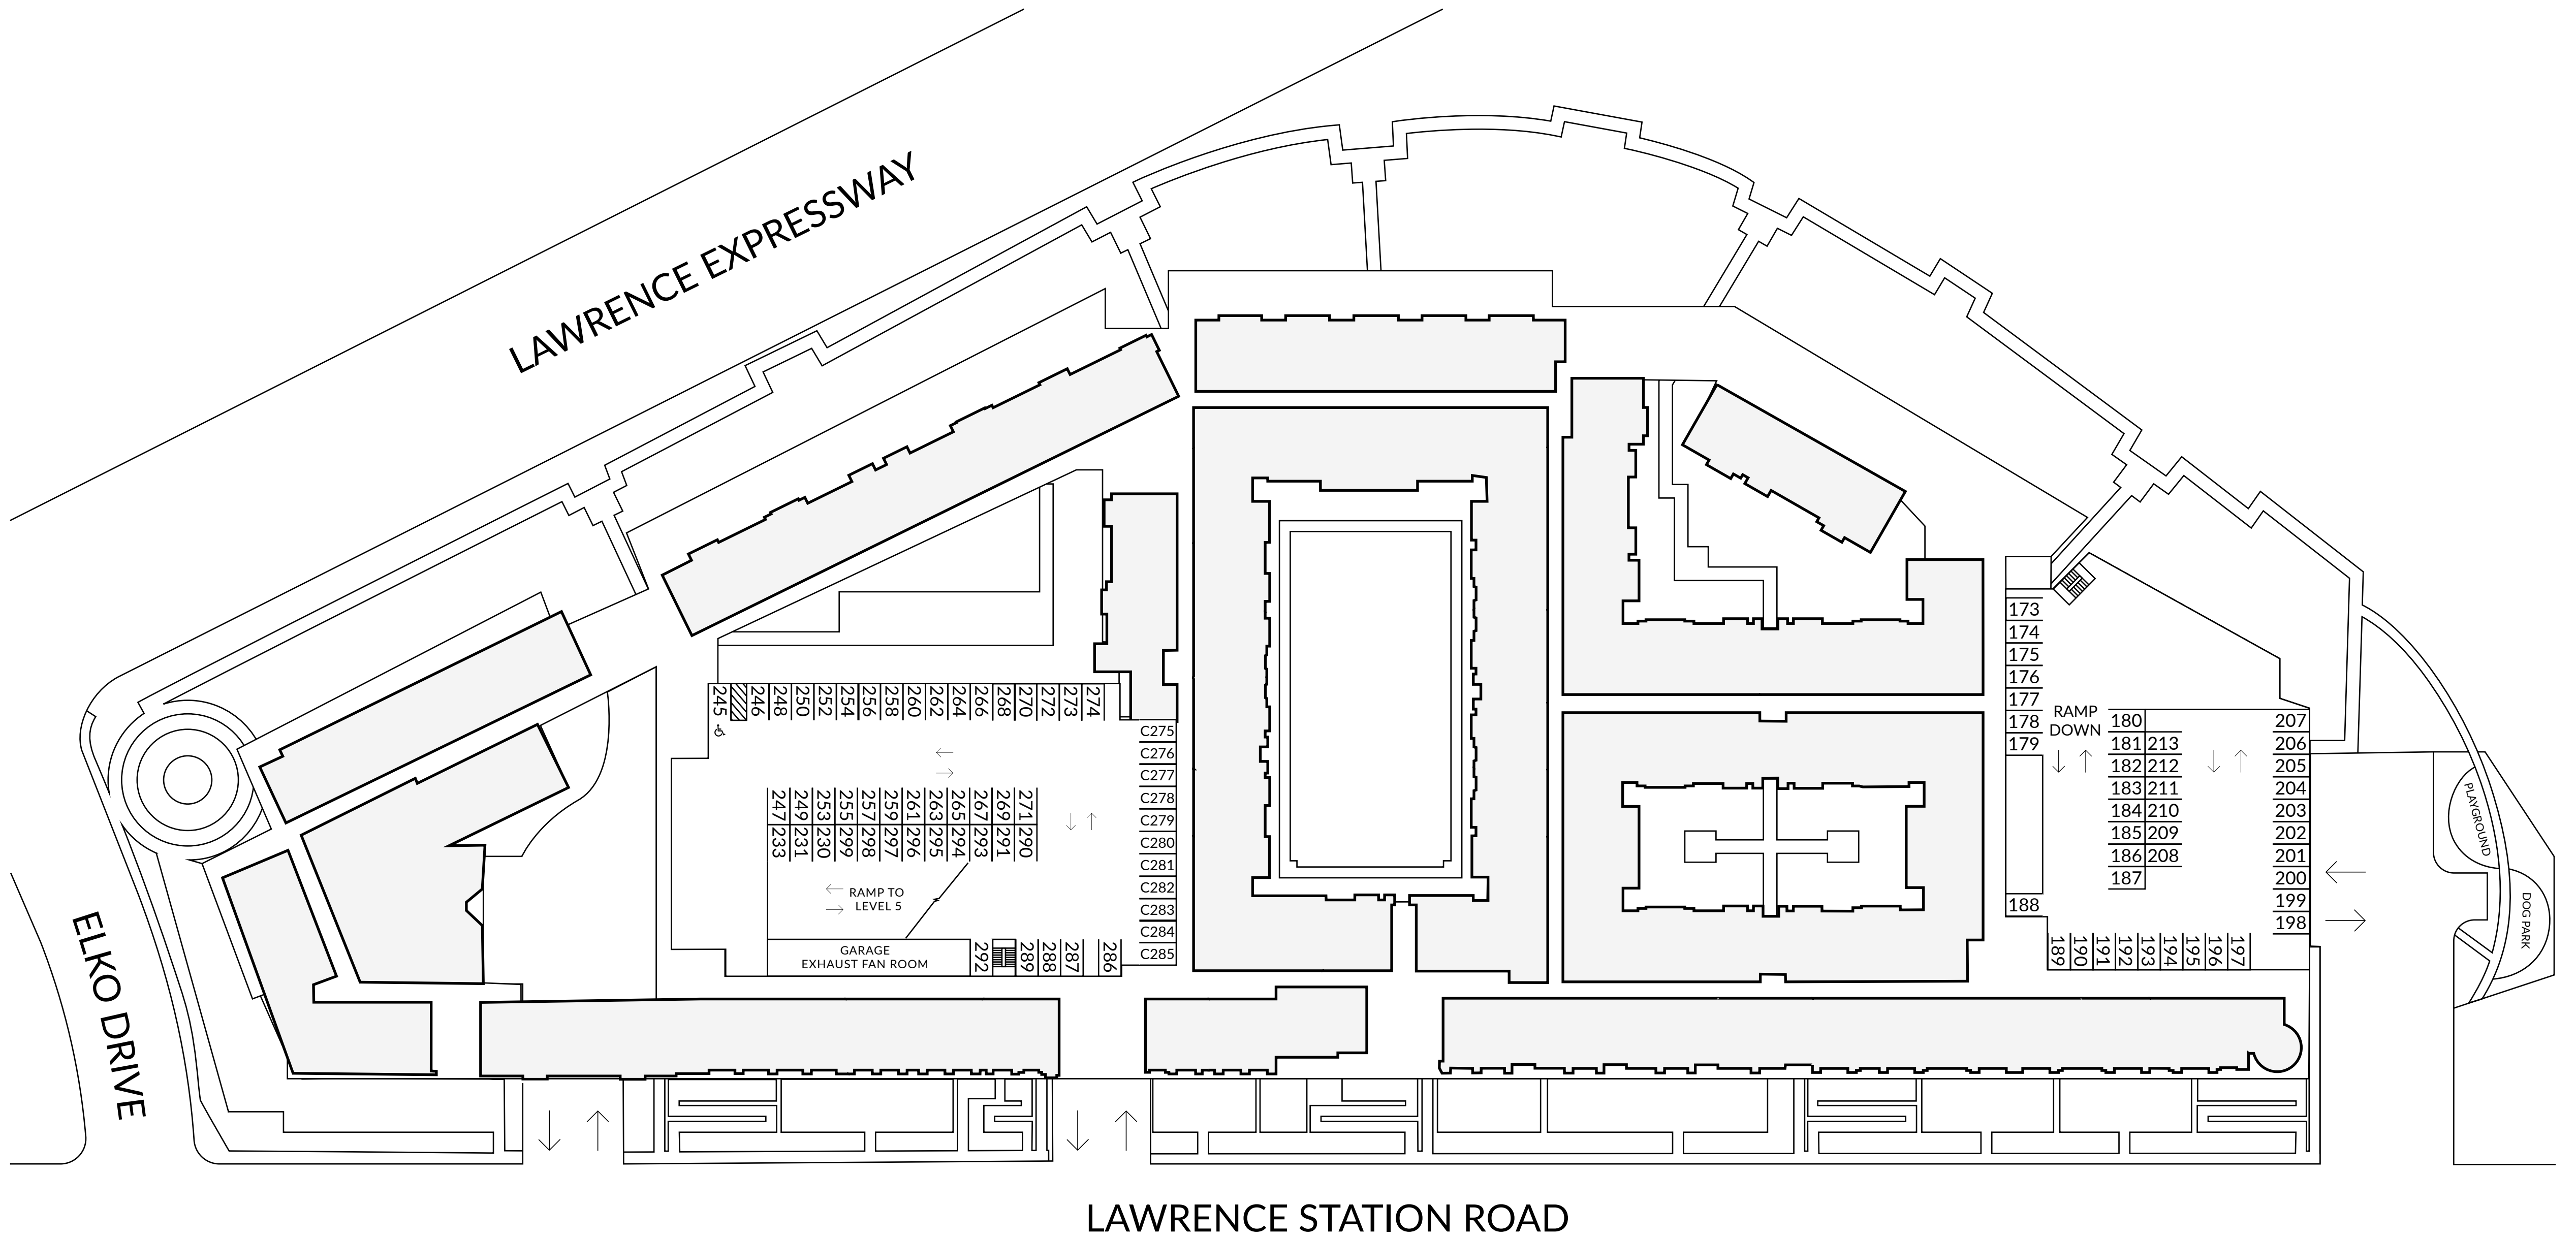 LAWRENCE EXPRESSWAY
ELKO DRIVE
LAWRENCE STATION ROAD
245 246 248 250 252 254 256 258 260 262 264 266 268 270 272 273 274
C275
C276
C277
C278
C279
C280
C281
C282
C283
C284
C285
247 249 253 255 257 259 261 263 265 267 269 271
233 231 230 299 298 297 296 295 294 293 291 290
RAMP TO
LEVEL 5
GARAGE
EXHAUST FAN ROOM
292 289 288 287 286
173
174
175
176
177
178
179
RAMP
DOWN
180
181 213
182 212
183 211
184 210
185 209
186 208
187
188
207
206
205
204
203
202
201
200
199
198
189 190 191 192 193 194 195 196 197
PLAYGROUND
DOG PARK